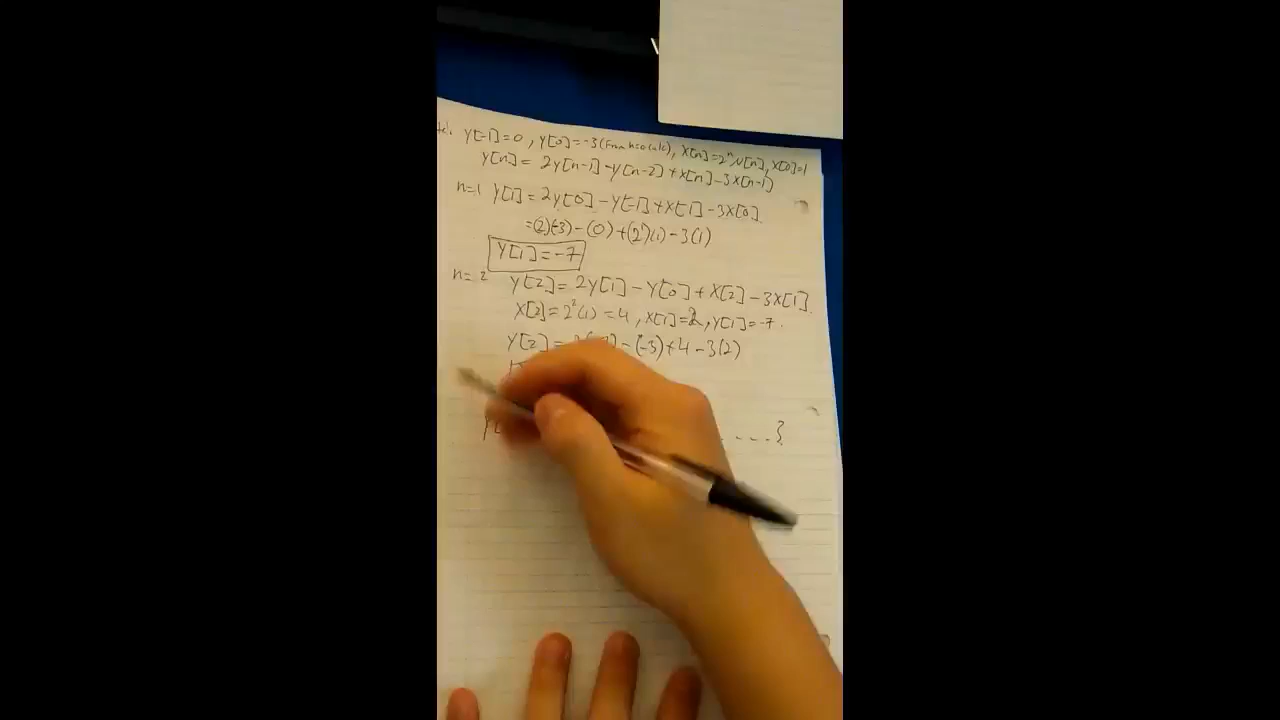 Y[-1]=0, Y[0]=-3 (From n=0 calc), X[n]=2ⁿu[n], X[0]=1
Y[n] = 2Y[n-1]-Y[n-2]+X[n]-3X[n-1]
n=1 Y[1]=2Y[0]-Y[-1]+X[1]-3X[0].
=(2)(-3)-(0)+(2¹)(1)-3(1)
Y[1]=-7
n=2 Y[2]=2Y[1]-Y[0]+X[2]-3X[1].
X[2]=2²(1)=4, X[1]=2, Y[1]=-7.
Y[2]= -(-3)+4-3(2)
....}